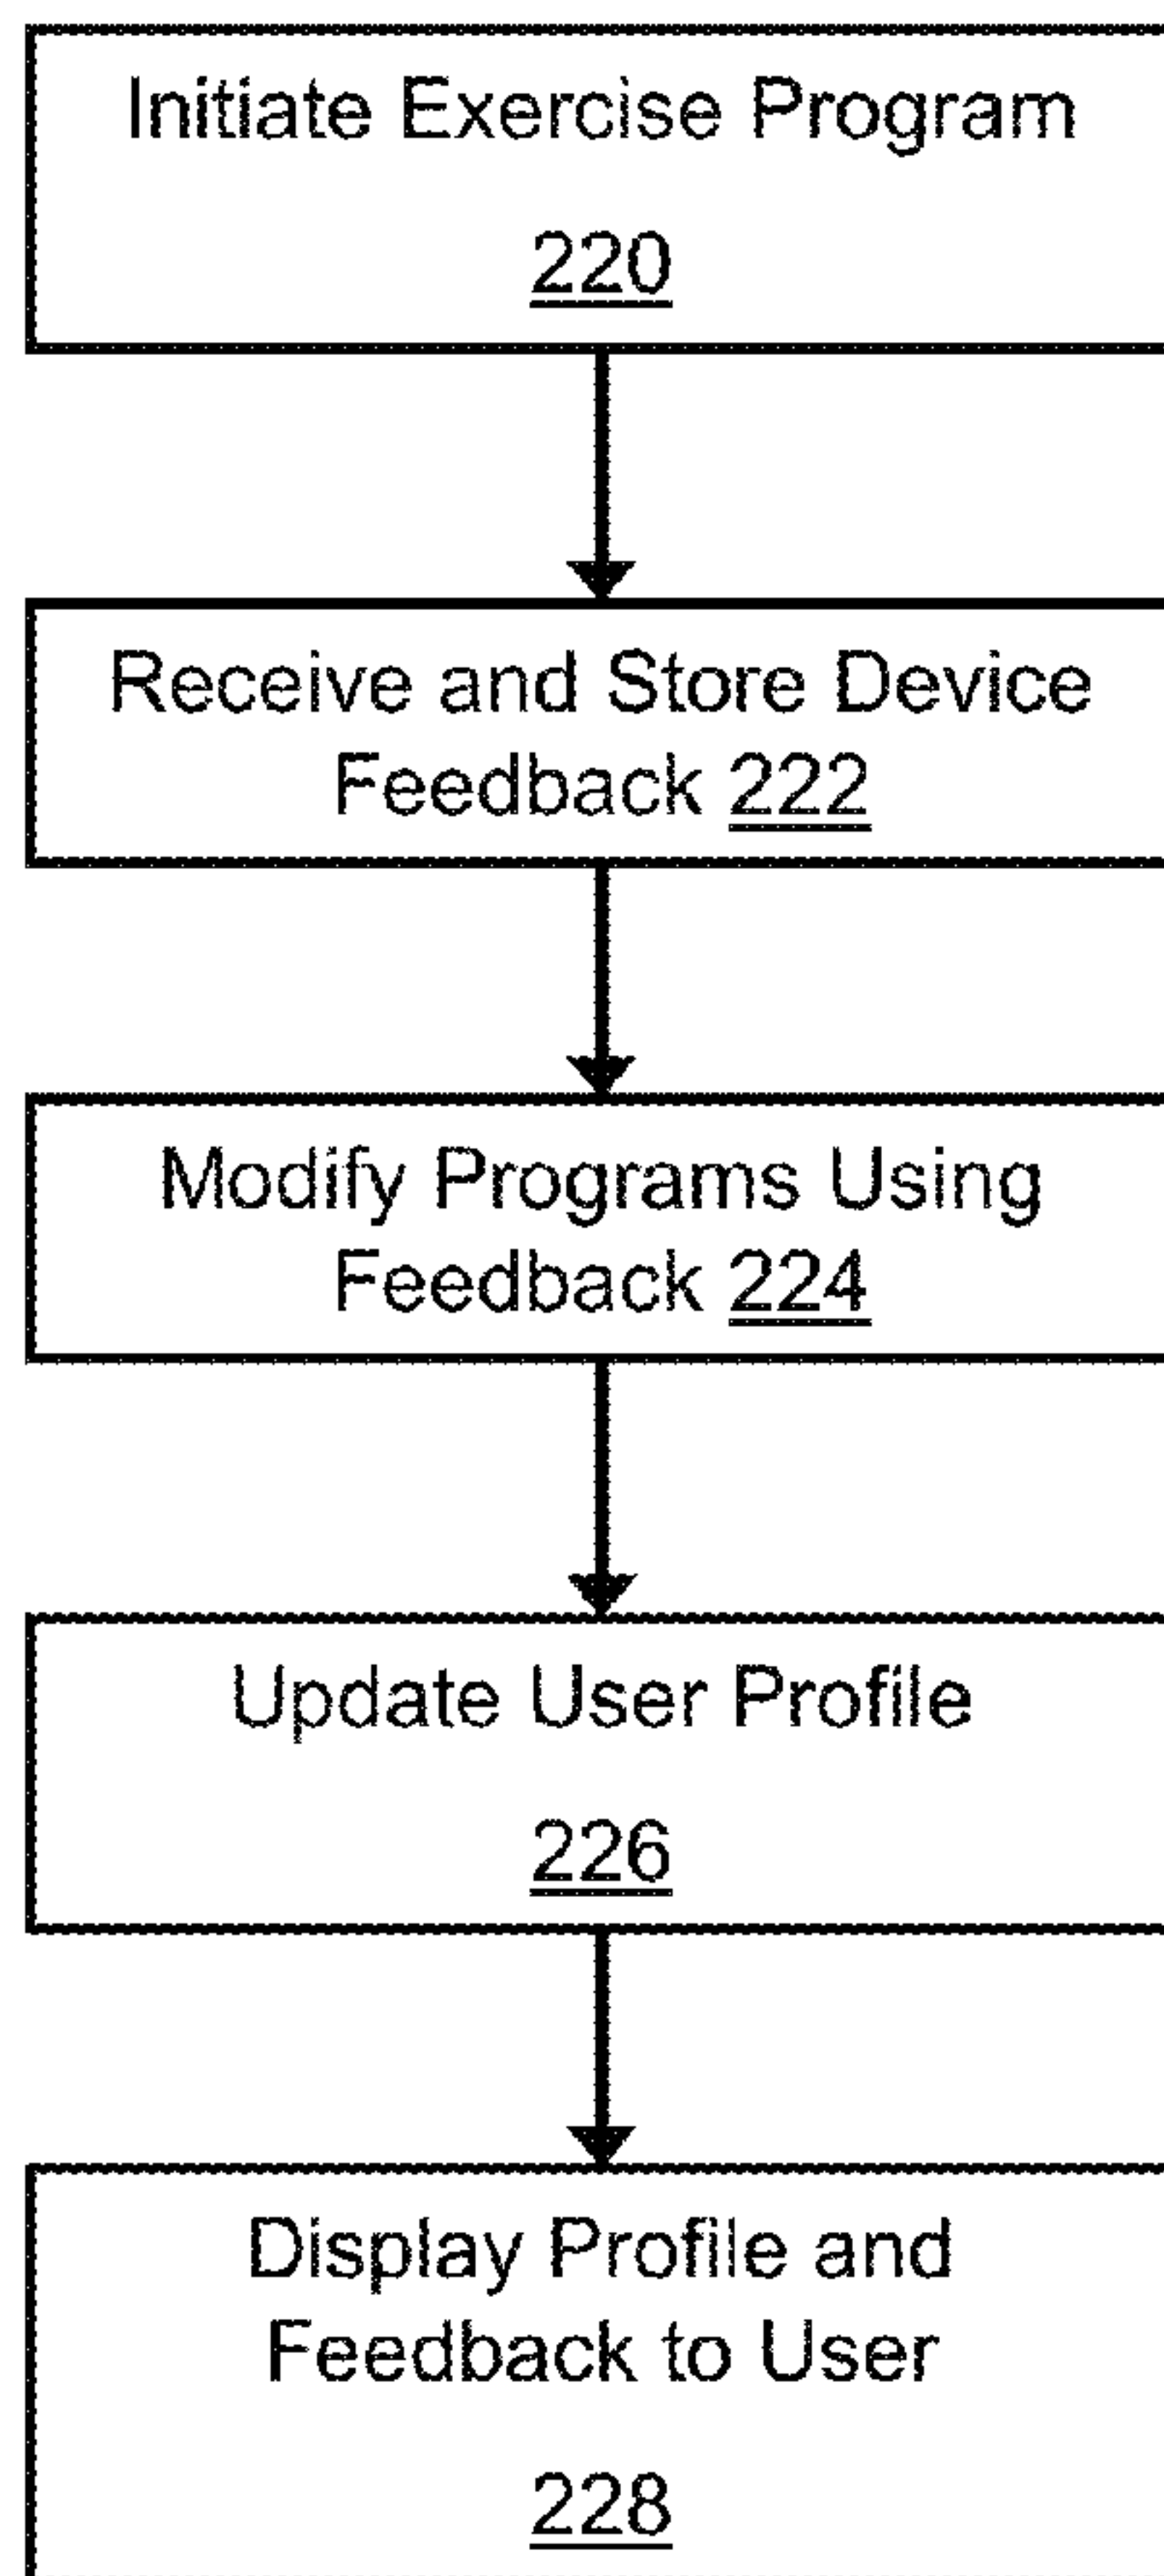 Initiate Exercise Program
220
Receive and Store Device
Feedback 222
Modify Programs Using
Feedback 224
Update User Profile
226
Display Profile and
Feedback to User
228